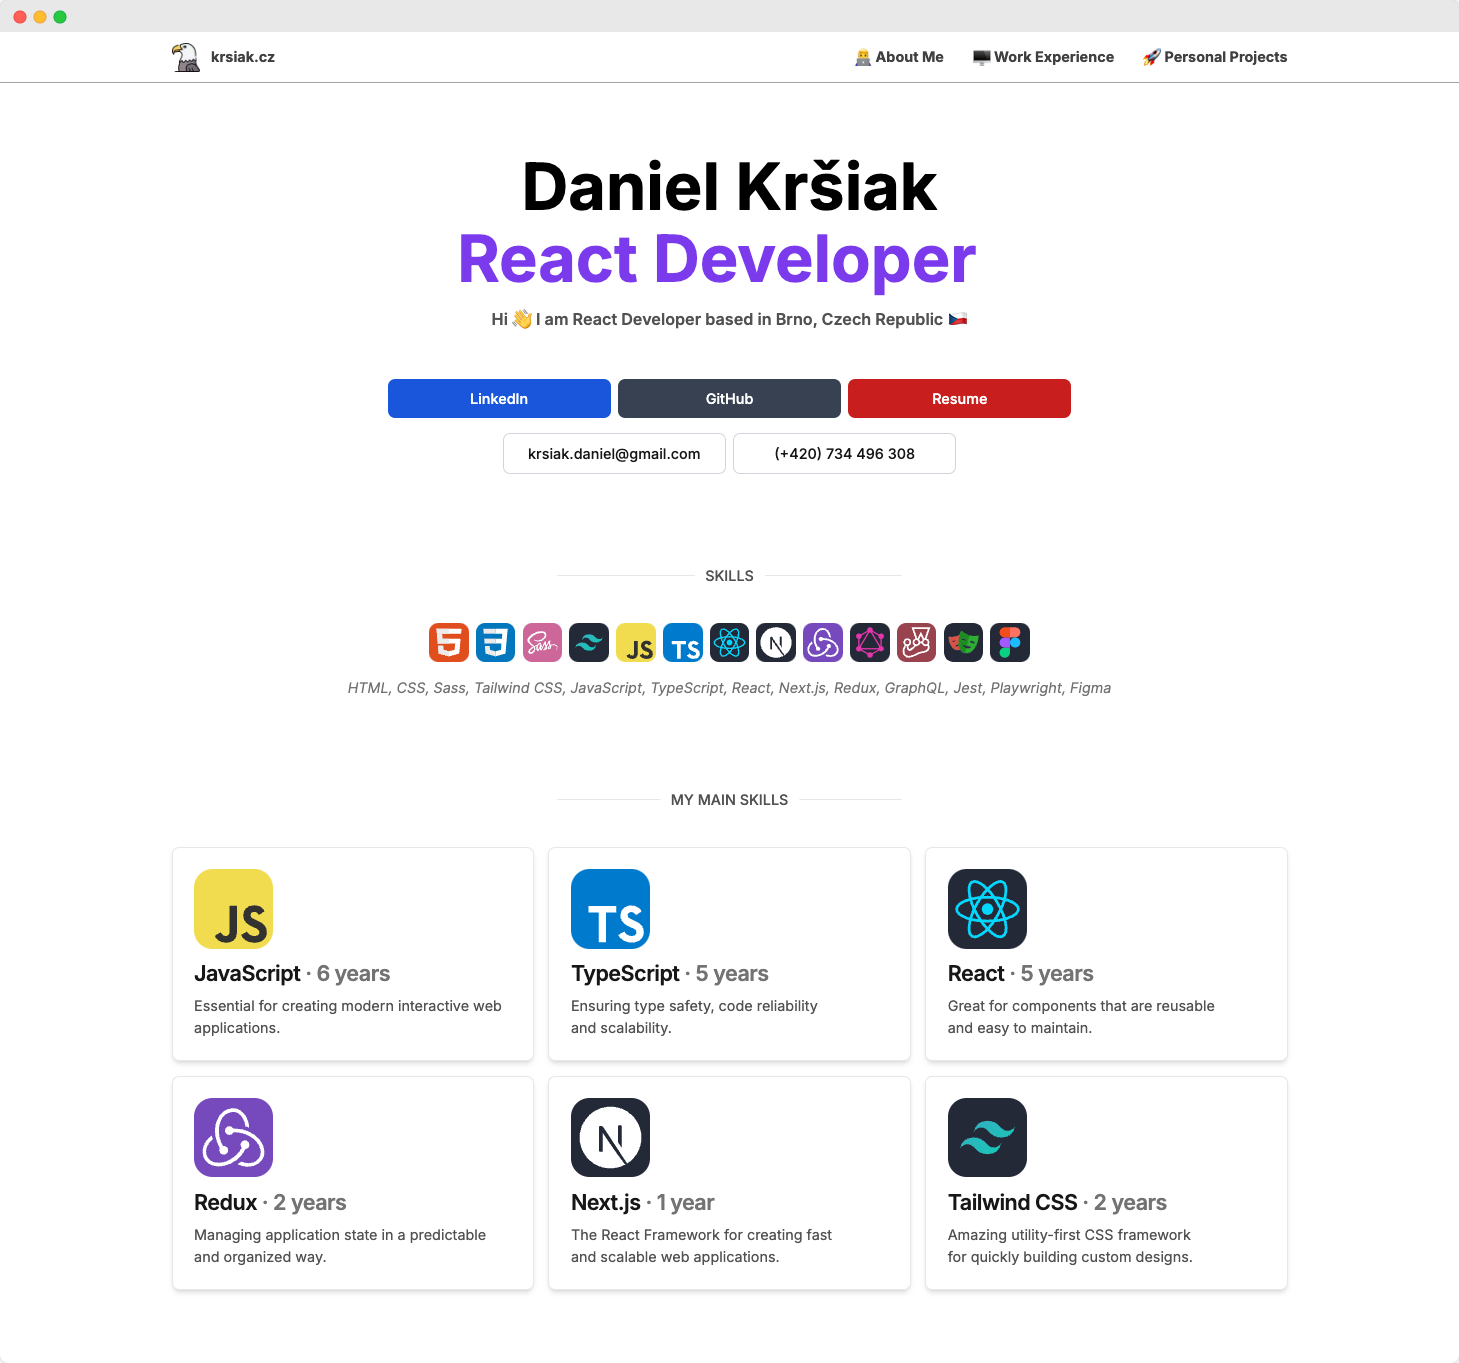 krsiak.cz
About Me
Work Experience
Personal Projects
Daniel Kršiak
React Developer
Hi 👋 I am React Developer based in Brno, Czech Republic 🇨🇿
LinkedIn
GitHub
Resume
krsiak.daniel@gmail.com
(+420) 734 496 308
SKILLS
5
3
Sass
JS
TS
N
HTML, CSS, Sass, Tailwind CSS, JavaScript, TypeScript, React, Next.js, Redux, GraphQL, Jest, Playwright, Figma
MY MAIN SKILLS
JS
JavaScript · 6 years
Essential for creating modern interactive web
applications.
TS
TypeScript · 5 years
Ensuring type safety, code reliability
and scalability.
React · 5 years
Great for components that are reusable
and easy to maintain.
Redux · 2 years
Managing application state in a predictable
and organized way.
N
Next.js · 1 year
The React Framework for creating fast
and scalable web applications.
Tailwind CSS · 2 years
Amazing utility-first CSS framework
for quickly building custom designs.